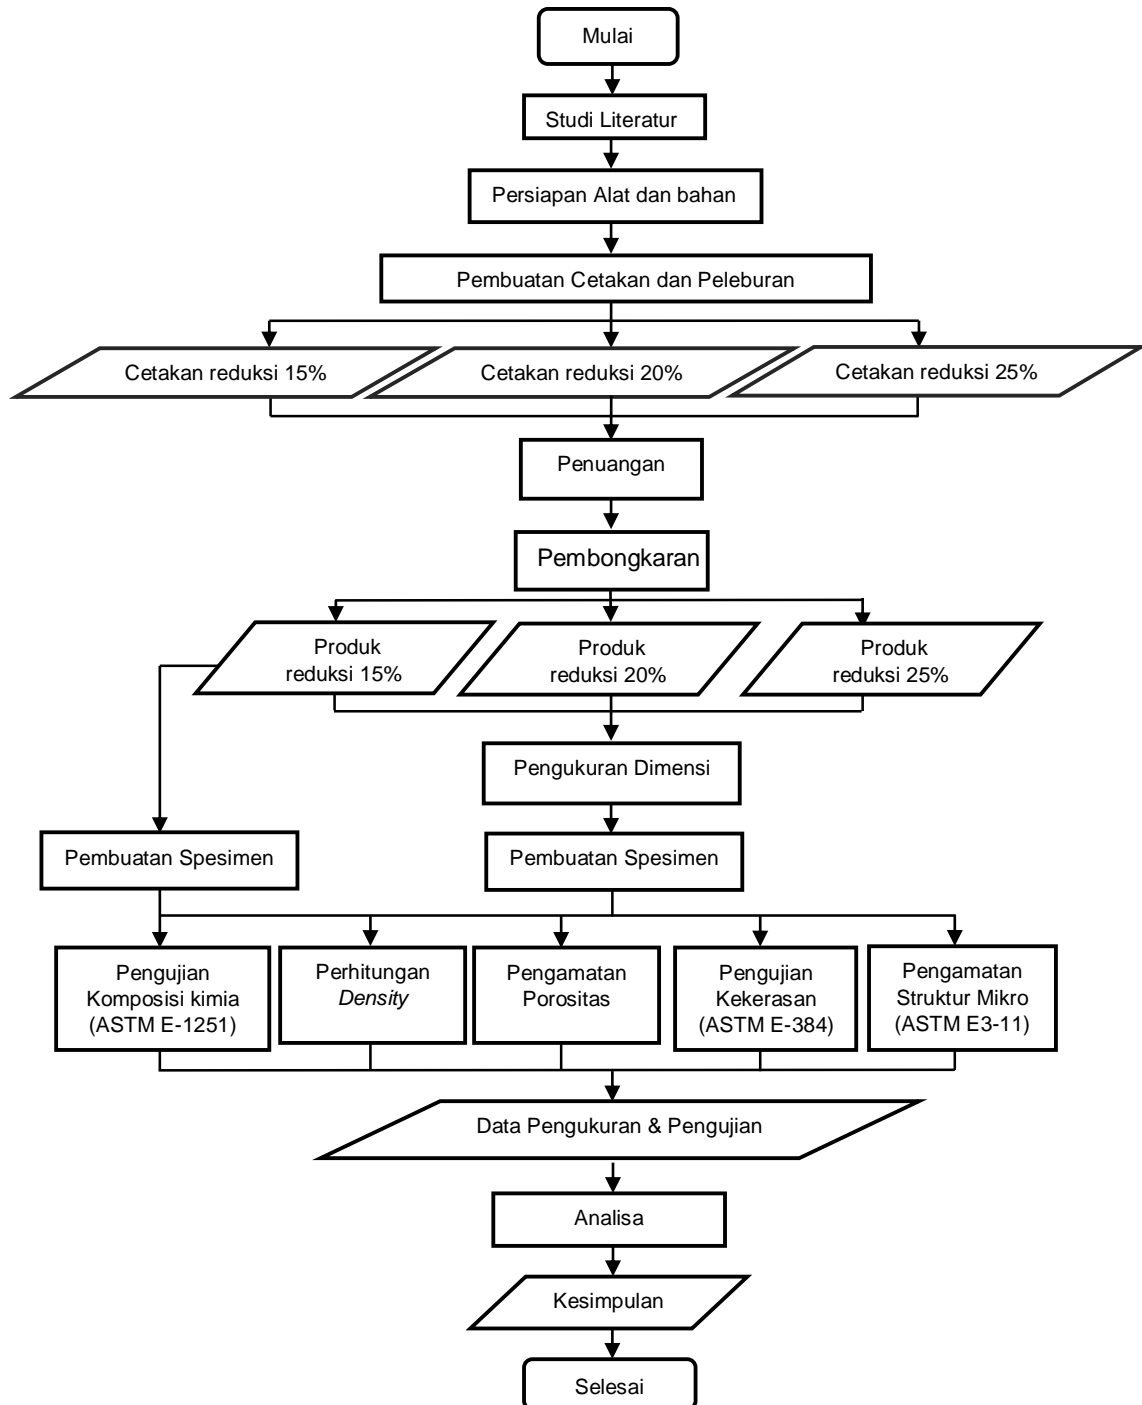 Mulai
Studi Literatur
Persiapan Alat dan bahan
Pembuatan Cetakan dan Peleburan
Cetakan reduksi 15%
Cetakan reduksi 20%
Cetakan reduksi 25%
Penuangan
Pembongkaran
Produk
reduksi 15%
Produk
reduksi 20%
Produk
reduksi 25%
Pengukuran Dimensi
Pembuatan Spesimen
Pembuatan Spesimen
Pengujian
Komposisi kimia
(ASTM E-1251)
Perhitungan
Density
Pengamatan
Porositas
Pengujian
Kekerasan
(ASTM E-384)
Pengamatan
Struktur Mikro
(ASTM E3-11)
Data Pengukuran & Pengujian
Analisa
Kesimpulan
Selesai